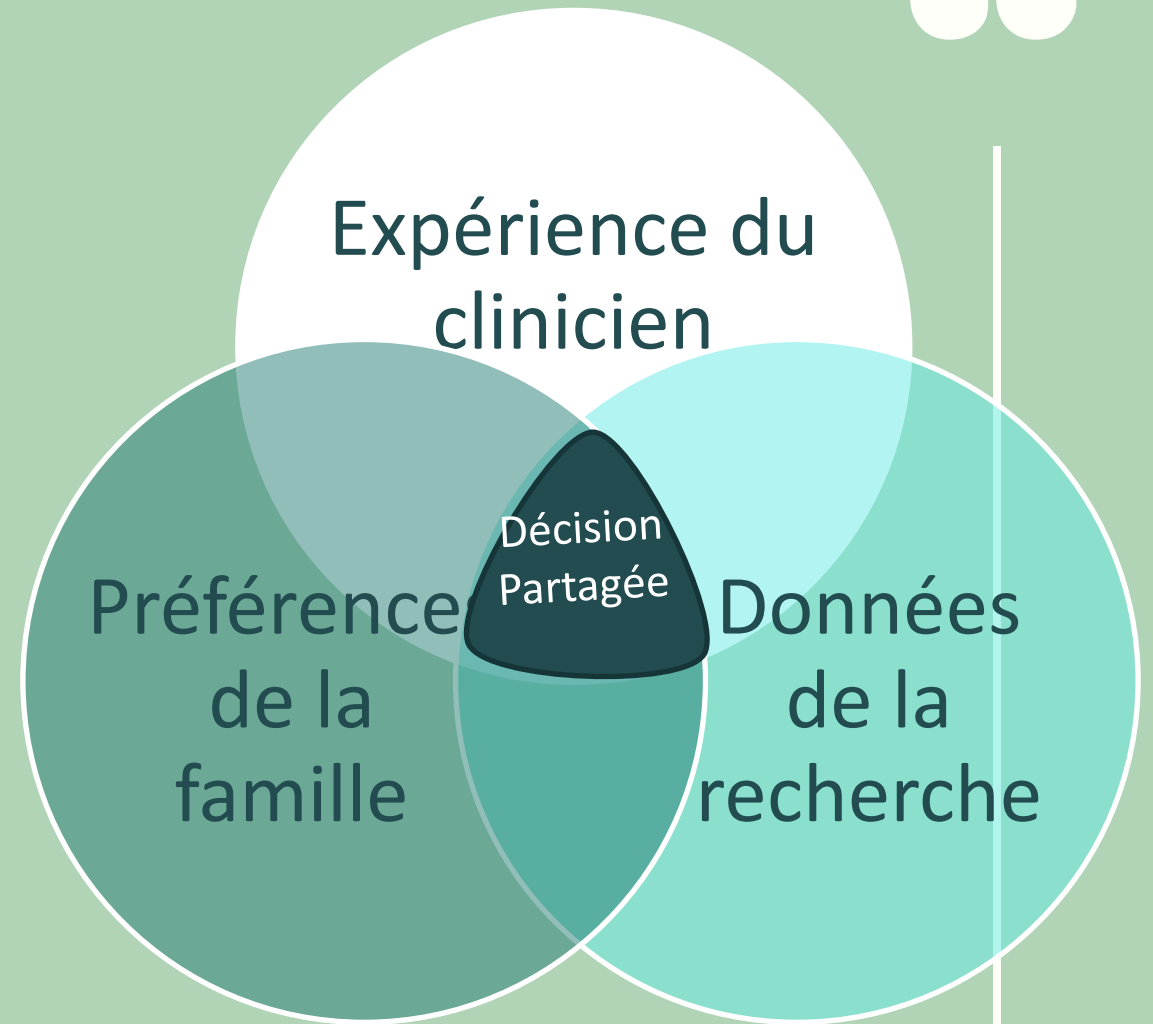 Expérience du
clinicien
Décision
Partagée
Préférences
de la
famille
Données
de la
recherche